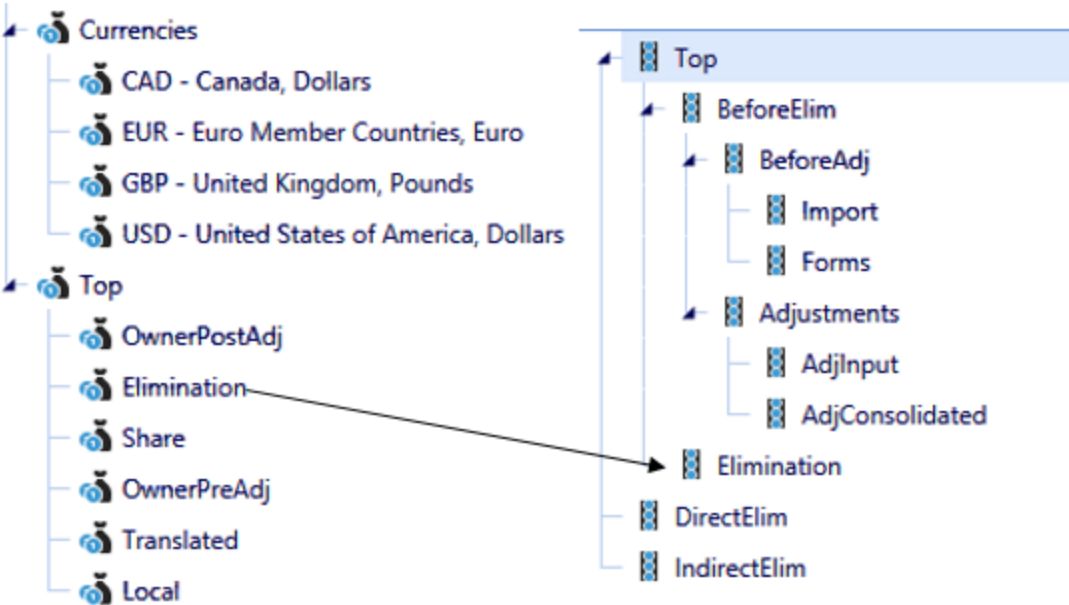 Currencies
CAD - Canada, Dollars
EUR - Euro Member Countries, Euro
GBP - United Kingdom, Pounds
USD - United States of America, Dollars
Top
OwnerPostAdj
Elimination
Share
OwnerPreAdj
Translated
Local
Top
BeforeElim
BeforeAdj
Import
Forms
Adjustments
AdjInput
AdjConsolidated
Elimination
DirectElim
IndirectElim